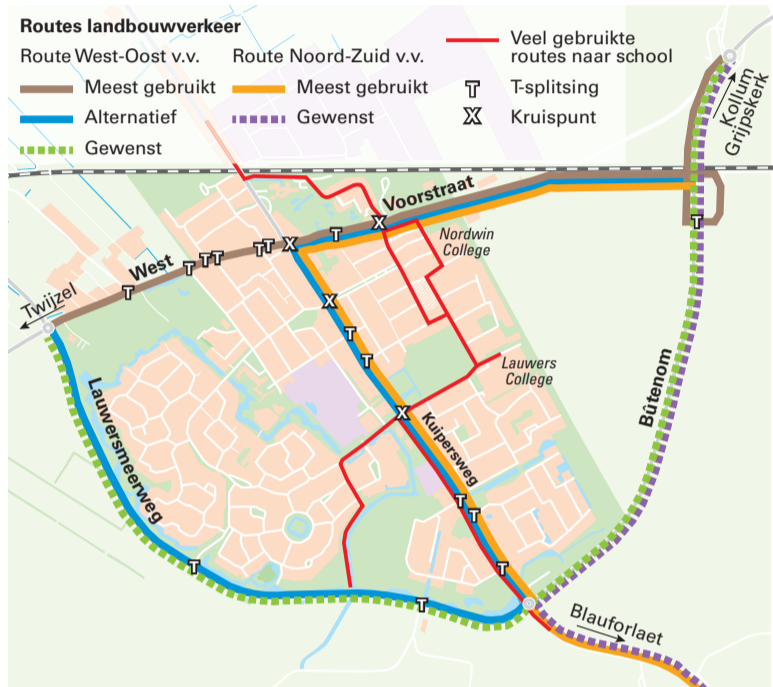 Routes landbouwverkeer
Route West-Oost v.v.
Meest gebruikt
Alternatief
Gewenst
Route Noord-Zuid v.v.
Meest gebruikt
Gewenst
Veel gebruikte
routes naar school
T T-splitsing
X Kruispunt
Kollum
Grijpskerk
Voorstraat
X
T
X
T T
T T T
T
West
T
Nordwin
College
Twijzel
X
T
T
Lauwers
College
Bûtenom
Lauwersmeerweg
X
Kuipersweg
T
T
T
T
T
Blauforlaet